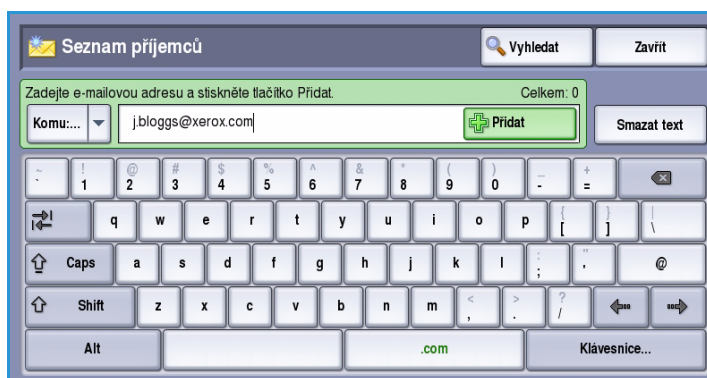 Seznam příjemců Vyhledat Zavřít
Zadejte e-mailovou adresu a stiskněte tlačítko Přidat. Celkem: 0
Komu:... j.bloggs@xerox.com Přidat Smazat text
~ ! @ # $ % ^ & * ( ) _ +
` 1 2 3 4 5 6 7 8 9 0 - =
q w e r t y u i o p { [ } ] | \
Caps a s d f g h j k l : ; " ' @
Shift z x c v b n m < , > . ? /
Alt .com Klávesnice...